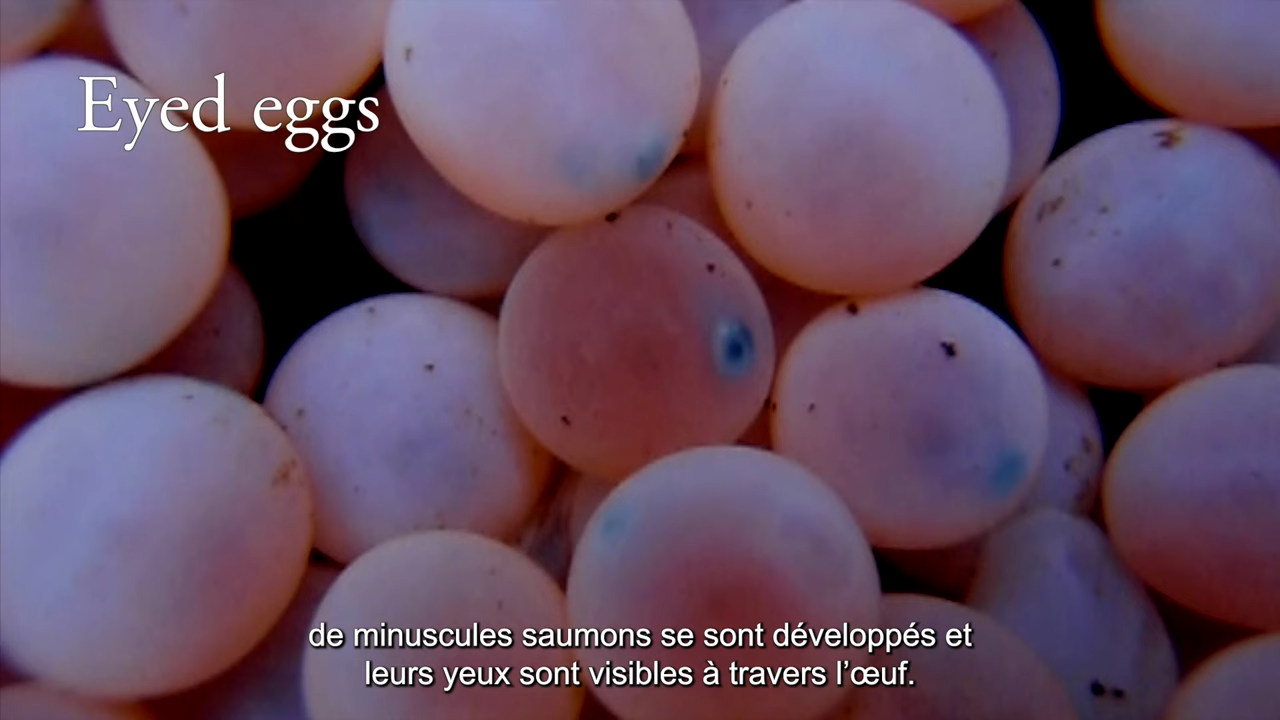 Eyed eggs
de minuscules saumons se sont développés et
leurs yeux sont visibles à travers l’œuf.